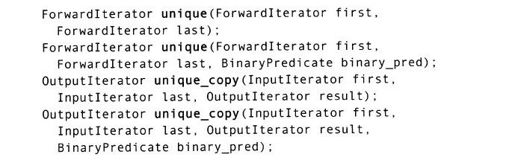 ForwardIterator unique(ForwardIterator first,
ForwardIterator last);
ForwardIterator unique(ForwardIterator first,
ForwardIterator last, BinaryPredicate binary_pred);
OutputIterator unique_copy(InputIterator first,
InputIterator last, OutputIterator result);
OutputIterator unique_copy(InputIterator first,
InputIterator last, OutputIterator result,
BinaryPredicate binary_pred);